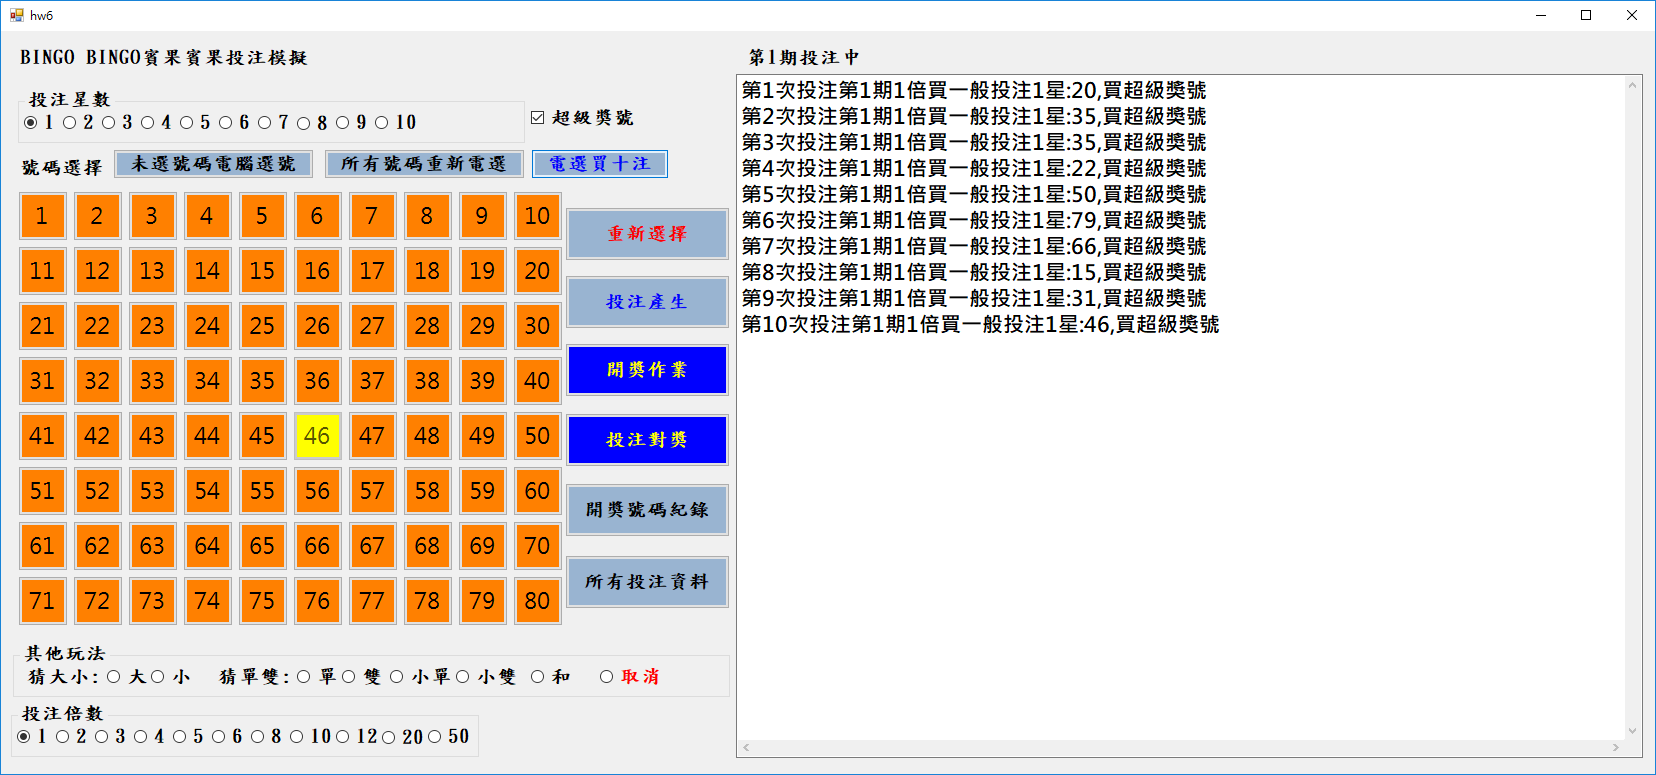 hw6
BINGO BINGO賓果賓果投注模擬
投注星數
1 2 3 4 5 6 7 8 9 10
超級獎號
號碼選擇 未選號碼電腦選號 所有號碼重新電選 電選買十注
1 2 3 4 5 6 7 8 9 10
11 12 13 14 15 16 17 18 19 20
21 22 23 24 25 26 27 28 29 30
31 32 33 34 35 36 37 38 39 40
41 42 43 44 45 46 47 48 49 50
51 52 53 54 55 56 57 58 59 60
61 62 63 64 65 66 67 68 69 70
71 72 73 74 75 76 77 78 79 80
重新選擇
投注產生
開獎作業
投注對獎
開獎號碼紀錄
所有投注資料
其他玩法
猜大小: 大 小 猜單雙: 單 雙 小單 小雙 和 取消
投注倍數
1 2 3 4 5 6 8 10 12 20 50
第1期投注中
第1次投注第1期1倍買一般投注1星:20,買超級獎號
第2次投注第1期1倍買一般投注1星:35,買超級獎號
第3次投注第1期1倍買一般投注1星:35,買超級獎號
第4次投注第1期1倍買一般投注1星:22,買超級獎號
第5次投注第1期1倍買一般投注1星:50,買超級獎號
第6次投注第1期1倍買一般投注1星:79,買超級獎號
第7次投注第1期1倍買一般投注1星:66,買超級獎號
第8次投注第1期1倍買一般投注1星:15,買超級獎號
第9次投注第1期1倍買一般投注1星:31,買超級獎號
第10次投注第1期1倍買一般投注1星:46,買超級獎號